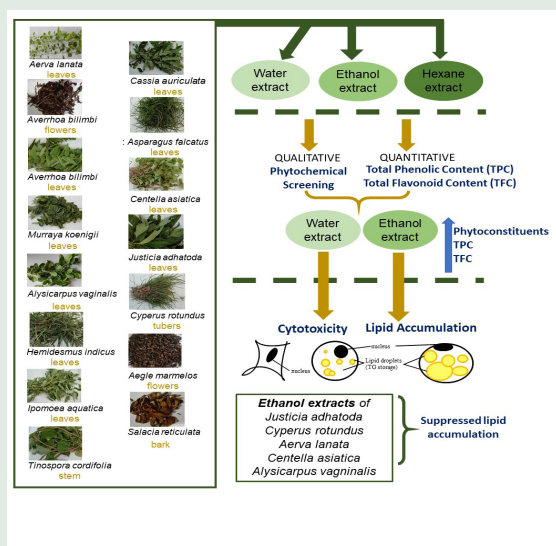 Aerva lanata
leaves
Averrhoa bilimbi
flowers
Averrhoa bilimbi
leaves
Murraya koenigii
leaves
Alysicarpus vaginalis
leaves
Hemidesmus indicus
leaves
Ipomoea aquatica
leaves
Tinospora cordifolia
stem
Cassia auriculata
leaves
: Asparagus falcatus
leaves
Centella asiatica
leaves
Justicia adhatoda
leaves
Cyperus rotundus
tubers
Aegle marmelos
flowers
Salacia reticulata
bark
Water
extract
Ethanol
extract
Hexane
extract
QUALITATIVE
Phytochemical
Screening
QUANTITATIVE
Total Phenolic Content (TPC)
Total Flavonoid Content (TFC)
Water
extract
Ethanol
extract
Phytoconstituents
TPC
TFC
Cytotoxicity
Lipid Accumulation
nucleus
nucleus
Lipid droplets
(TO storage)
Ethanol extracts of
Justicia adhatoda
Cyperus rotundus
Aerva lanata
Centella asiatica
Alysicarpus vagninalis
Suppressed lipid
accumulation